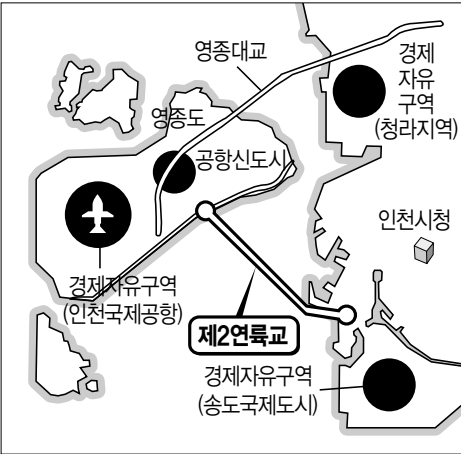 영종대교
경제
자유
구역
(청라지역)
영종도
공항신도시
인천시청
경제자유구역
(인천국제공항)
제2연륙교
경제자유구역
(송도국제도시)